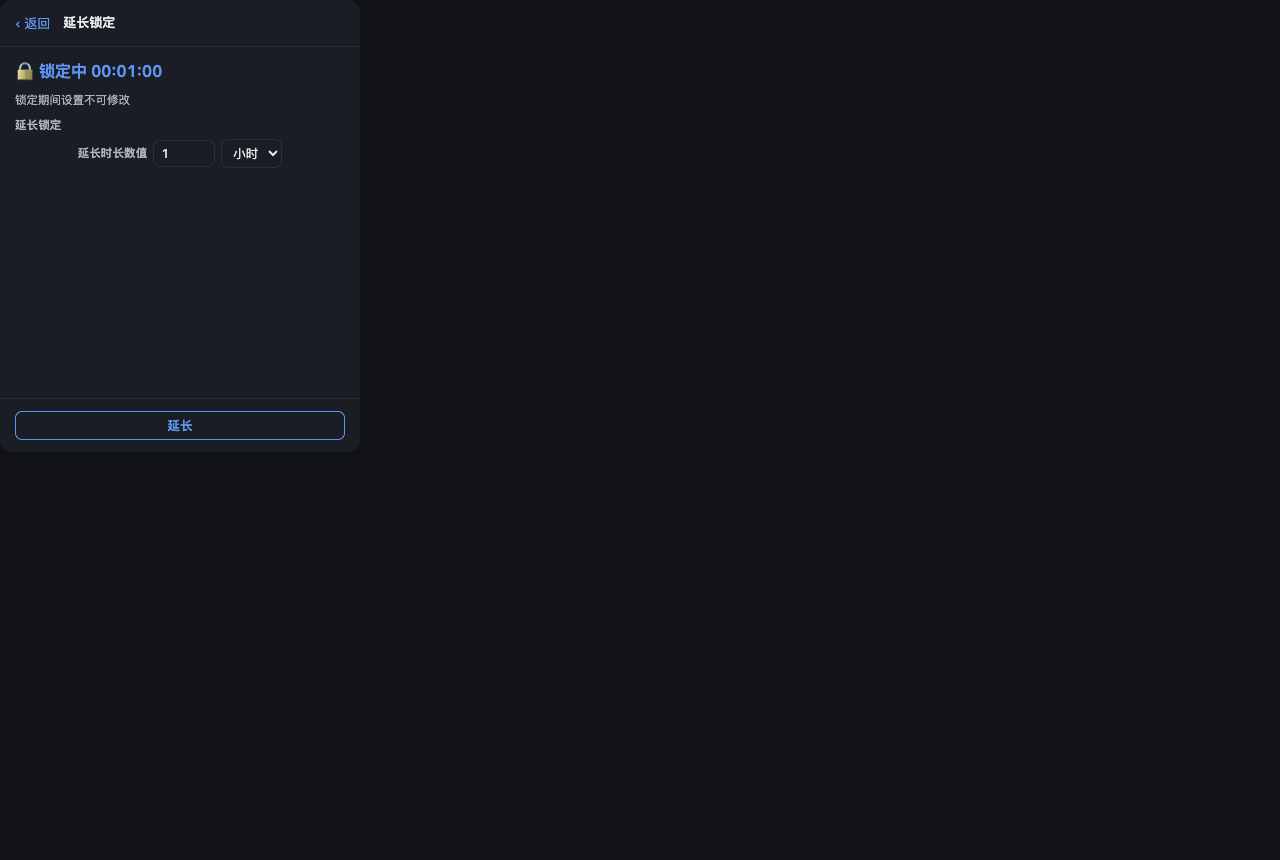 ‹ 返回 延长锁定
🔒 锁定中 00:01:00
锁定期间设置不可修改
延长锁定
延长时长数值 1 小时
延长